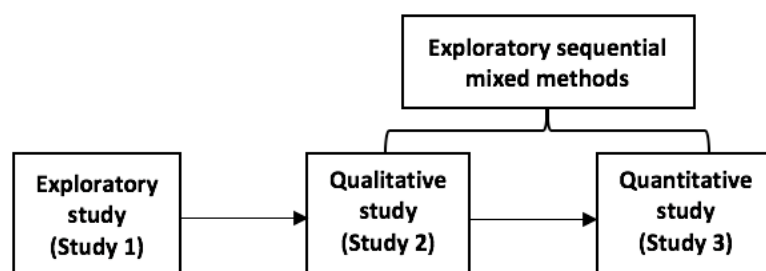 Exploratory sequential
mixed methods
Exploratory
study
(Study 1)
Qualitative
study
(Study 2)
Quantitative
study
(Study 3)